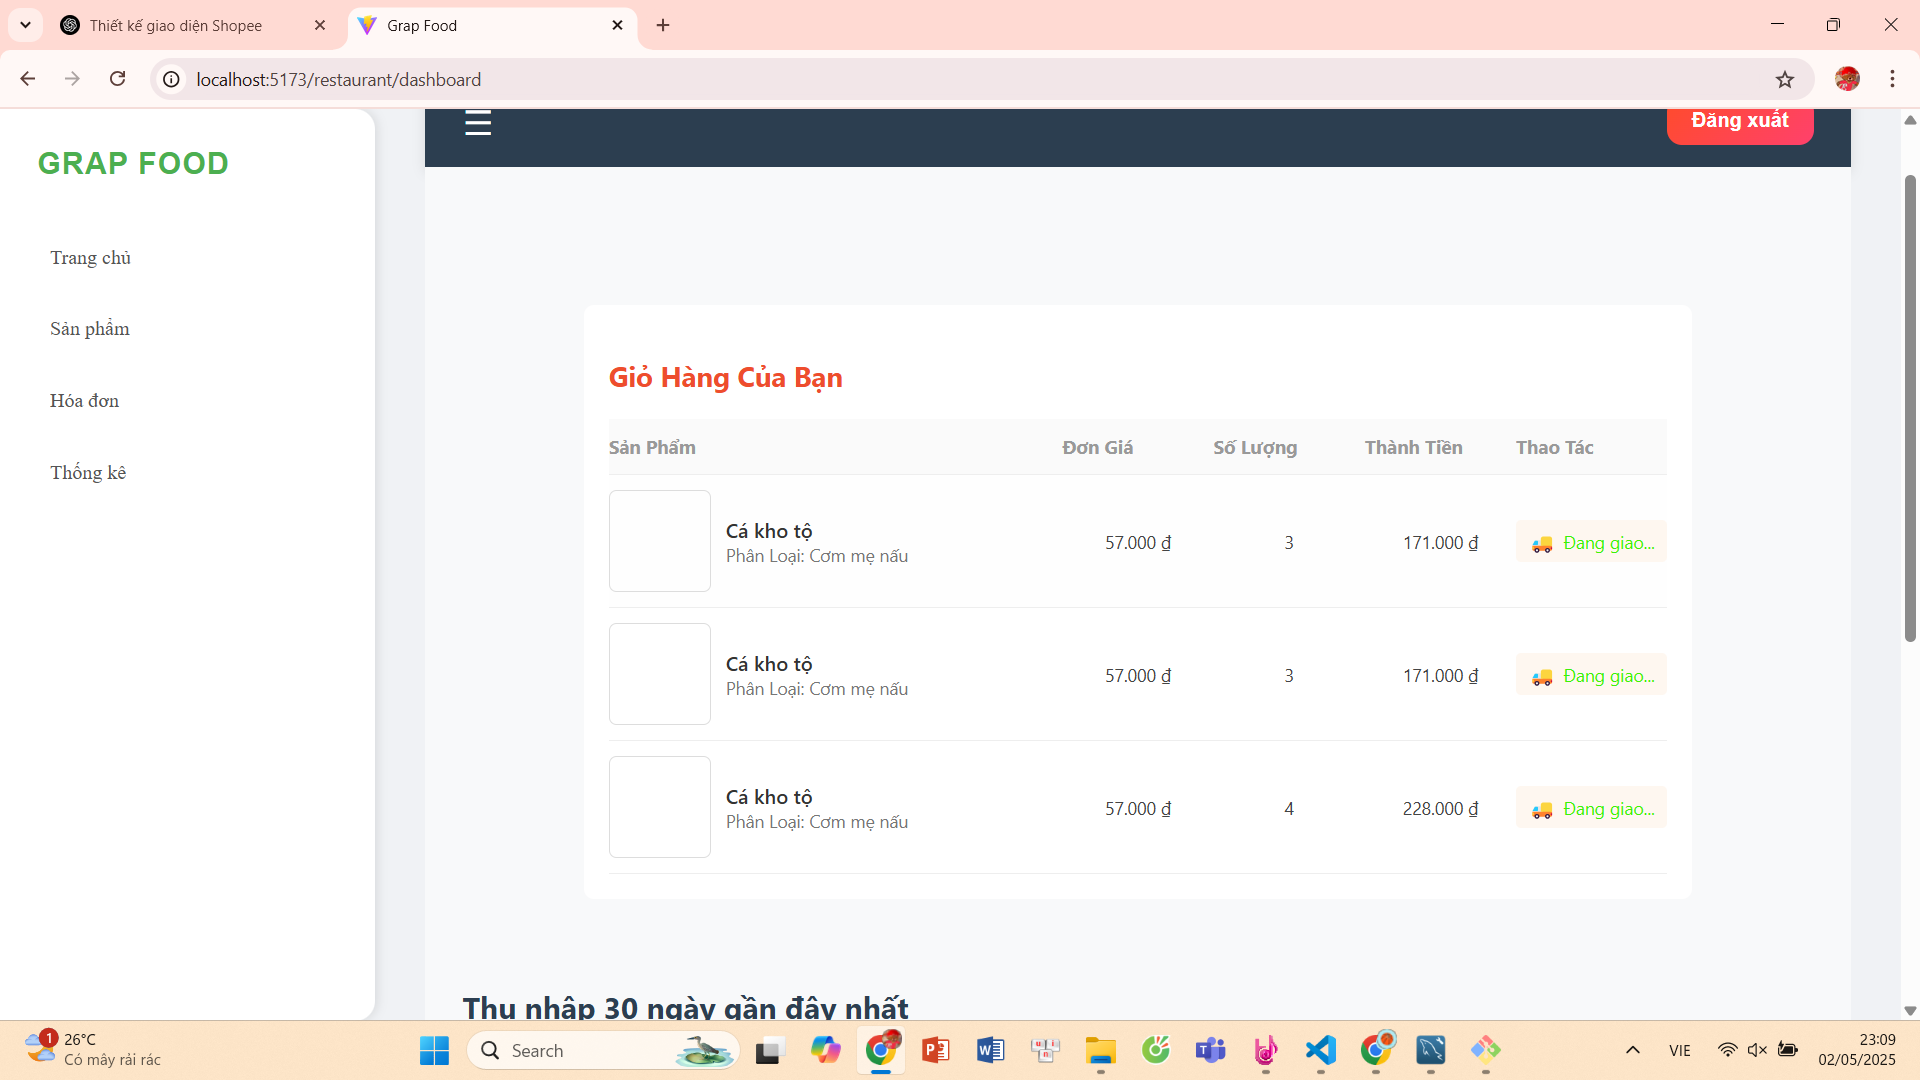 Thiết kế giao diện Shopee
Grap Food
localhost:5173/restaurant/dashboard
GRAP FOOD
Trang chủ
Sản phẩm
Hóa đơn
Thống kê
Đăng xuất
Giỏ Hàng Của Bạn
Sản Phẩm Đơn Giá Số Lượng Thành Tiền Thao Tác
Cá kho tộ
Phân Loại: Cơm mẹ nấu
57.000 ₫ 3 171.000 ₫ Đang giao...
Cá kho tộ
Phân Loại: Cơm mẹ nấu
57.000 ₫ 3 171.000 ₫ Đang giao...
Cá kho tộ
Phân Loại: Cơm mẹ nấu
57.000 ₫ 4 228.000 ₫ Đang giao...
Thu nhập 30 ngày gần đây nhất
1
26°C
Có mây rải rác
Search
VIE
23:09
02/05/2025